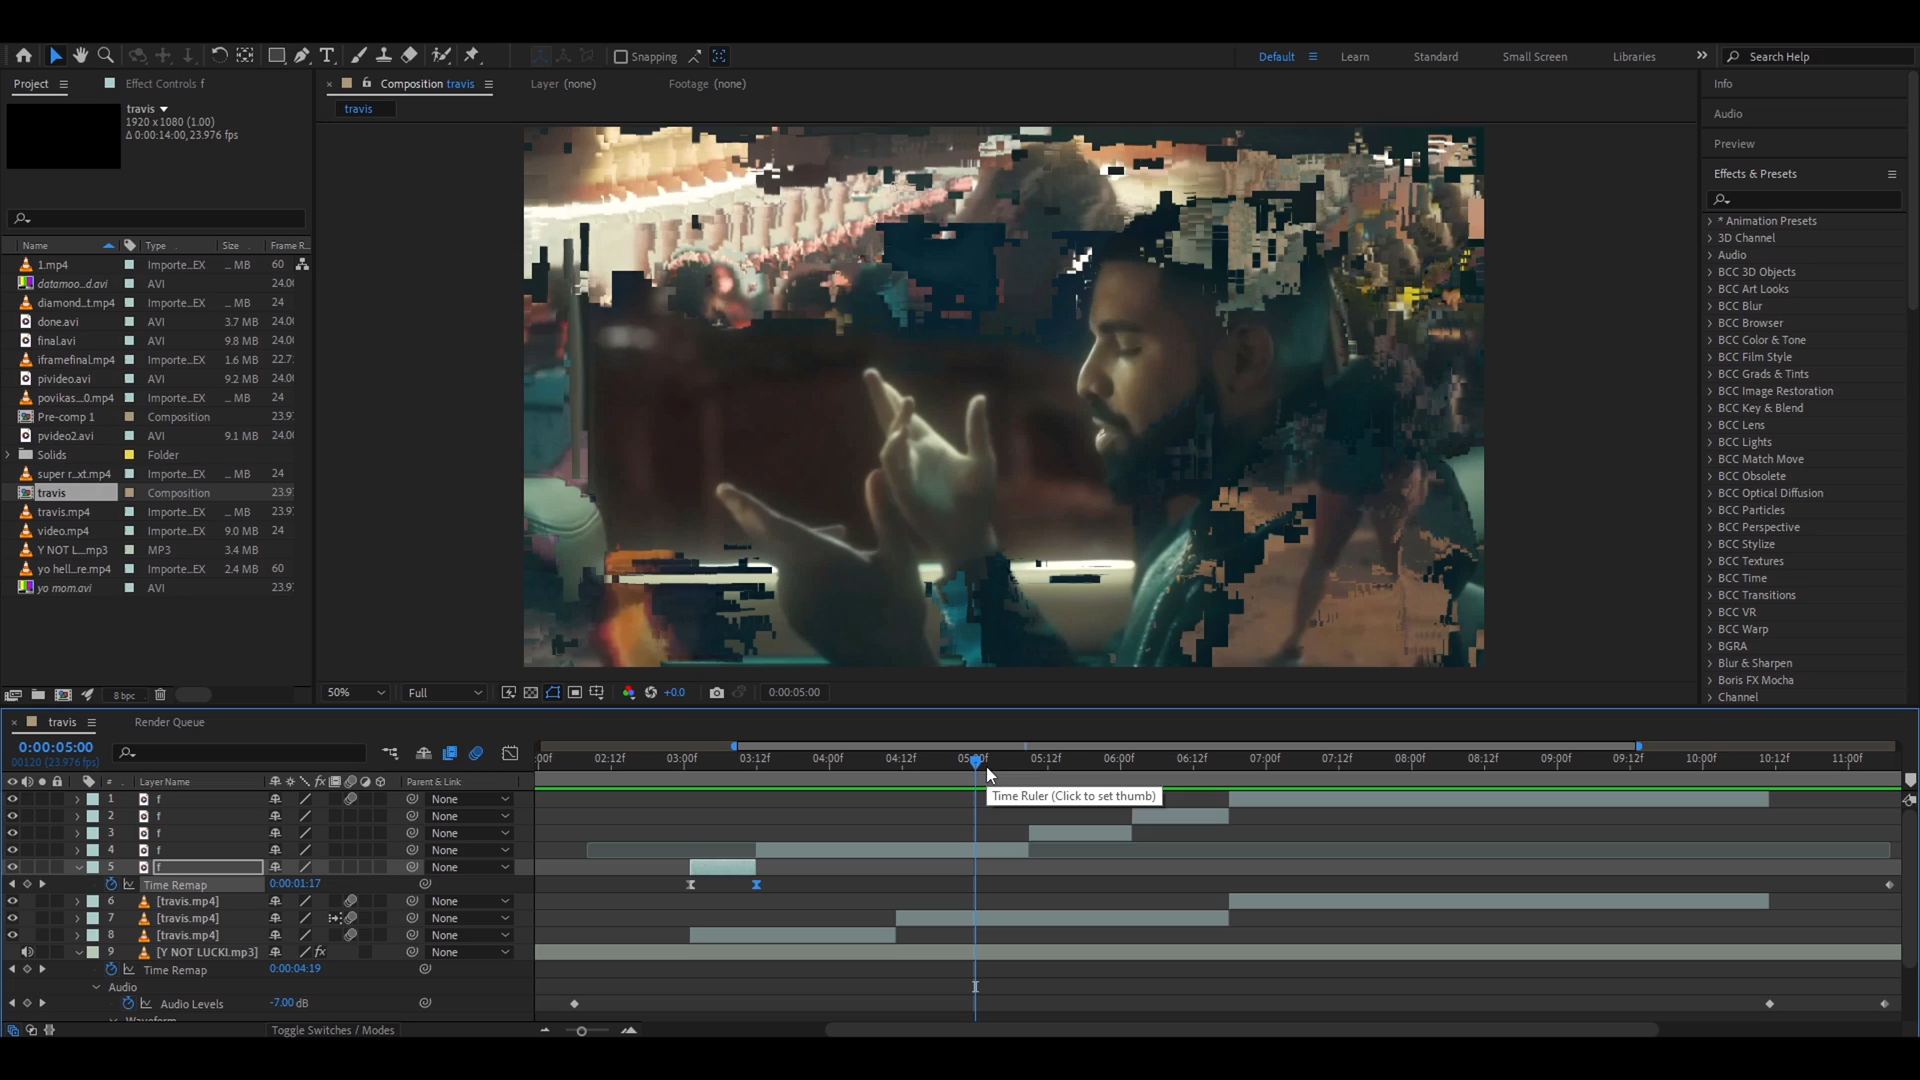 Snapping
Default
Learn
Standard
Small Screen
Libraries
Search Help
Project
Effect Controls f
Composition travis
Layer (none)
Footage (none)
travis
1920 x 1080 (1.00)
Δ 0:00:14:00, 23.976 fps
travis
Info
Audio
Preview
Effects & Presets
Name Type Size Frame R...
1.mp4 Importe...EX ... MB 60
datamoo...d.avi AVI 24.0
diamond...t.mp4 Importe...EX ... MB 24
done.avi AVI 3.7 MB 24.0
final.avi AVI 9.8 MB 24.0
iframefinal.mp4 Importe...EX 1.6 MB 22.7
pivideo.avi AVI 9.2 MB 24.0
povikas...0.mp4 Importe...EX ... MB 24
Pre-comp 1 Composition 23.9
pvideo2.avi AVI 9.1 MB 24.0
Solids Folder
super r...xt.mp4 Importe...EX ... MB 24
travis Composition 23.9
travis.mp4 Importe...EX ... MB 23.9
video.mp4 Importe...EX 9.0 MB 24
Y NOT L....mp3 MP3 3.4 MB
yo hell...re.mp4 Importe...EX 2.4 MB 60
yo mom.avi AVI 23.9
8 bpc
* Animation Presets
3D Channel
Audio
BCC 3D Objects
BCC Art Looks
BCC Blur
BCC Browser
BCC Color & Tone
BCC Film Style
BCC Grads & Tints
BCC Image Restoration
BCC Key & Blend
BCC Lens
BCC Lights
BCC Match Move
BCC Obsolete
BCC Optical Diffusion
BCC Particles
BCC Perspective
BCC Stylize
BCC Textures
BCC Time
BCC Transitions
BCC VR
BCC Warp
BGRA
Blur & Sharpen
Boris FX Mocha
Channel
50% Full +0.0 0:00:05:00
travis
Render Queue
0:00:05:00
00120 (23.976 fps)
:00f 02:12f 03:00f 03:12f 04:00f 04:12f 05:00f 05:12f 06:00f 06:12f 07:00f 07:12f 08:00f 08:12f 09:00f 09:12f 10:00f 10:12f 11:00f
# Layer Name fx Parent & Link
Time Ruler (Click to set thumb)
1 f None
2 f None
3 f None
4 f None
5 f None
Time Remap 0:00:01:17
6 [travis.mp4] None
7 [travis.mp4] None
8 [travis.mp4] None
9 [Y NOT LUCKI.mp3] fx None
Time Remap 0:00:04:19
Audio
Audio Levels -7.00 dB
Waveform
Toggle Switches / Modes